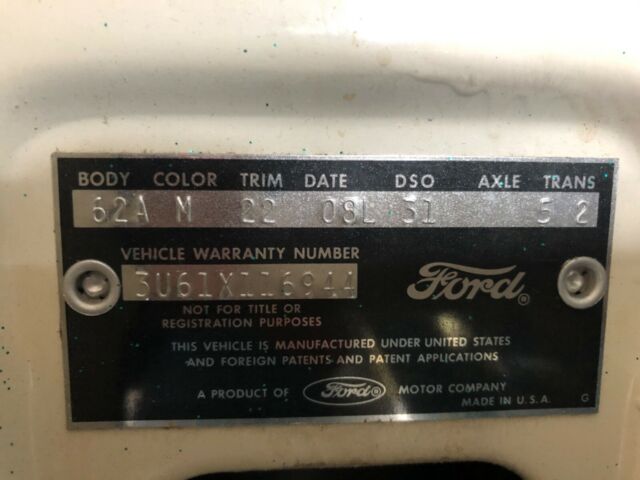 BODY COLOR TRIM DATE DSO AXLE TRANS
62A M 22 08L 31 5 2
VEHICLE WARRANTY NUMBER
3U61X116944
Ford®
NOT FOR TITLE OR
REGISTRATION PURPOSES
THIS VEHICLE IS MANUFACTURED UNDER UNITED STATES
AND FOREIGN PATENTS AND PATENT APPLICATIONS
A PRODUCT OF Ford® MOTOR COMPANY
MADE IN U.S.A. G